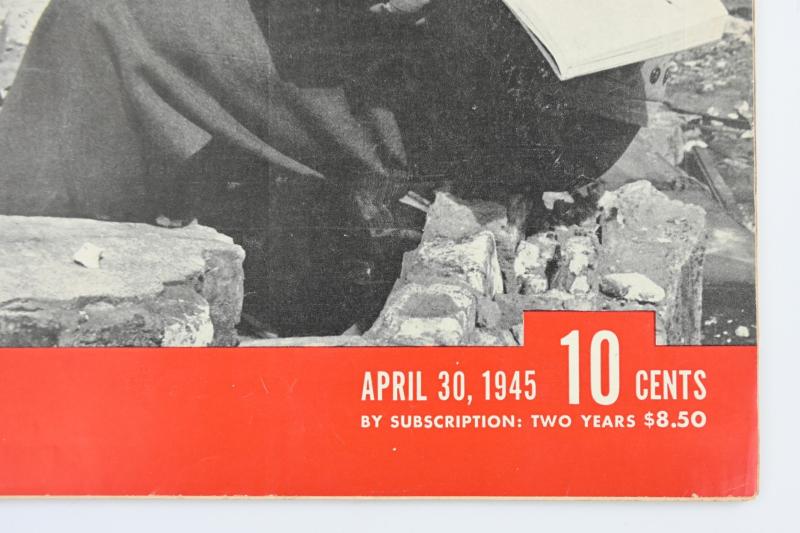 APRIL 30, 1945 10 CENTS
BY SUBSCRIPTION: TWO YEARS $8.50